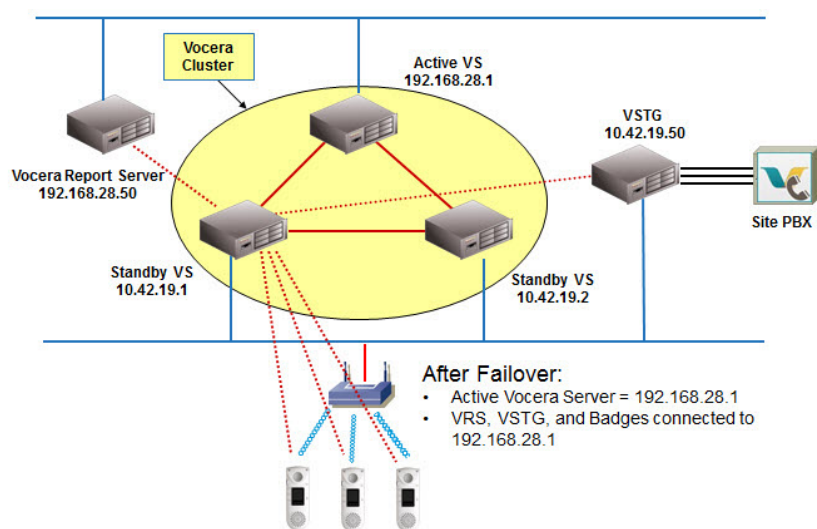 Vocera
Cluster
Active VS
192.168.28.1
VSTG
10.42.19.50
Vocera Report Server
192.168.28.50
Site PBX
Standby VS
10.42.19.1
Standby VS
10.42.19.2
After Failover:
• Active Vocera Server = 192.168.28.1
• VRS, VSTG, and Badges connected to
192.168.28.1